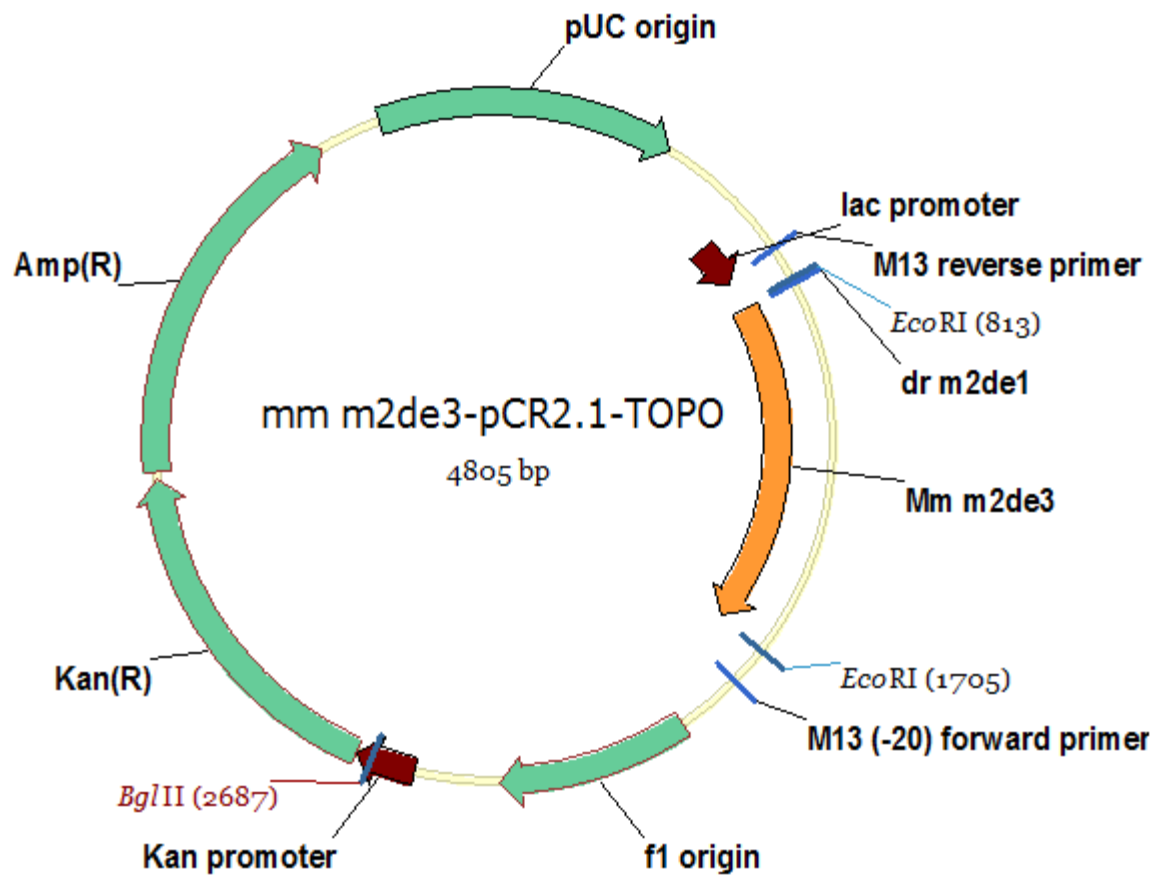 pUC origin
lac promoter
M13 reverse primer
Amp(R)
EcoRI (813)
dr m2de1
mm m2de3-pCR2.1-TOPO
4805 bp
Mm m2de3
Kan(R)
EcoRI (1705)
M13 (-20) forward primer
BglII (2687)
Kan promoter
f1 origin